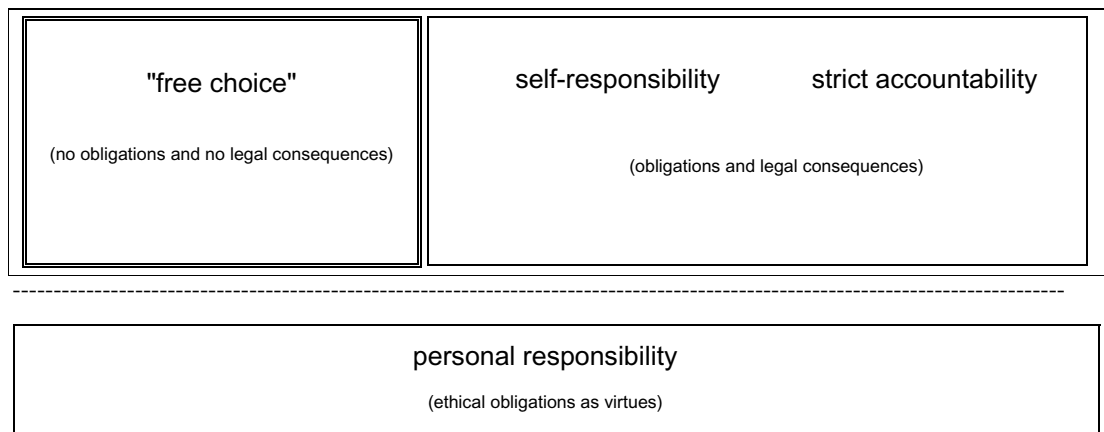 "free choice"
(no obligations and no legal consequences)
self-responsibility strict accountability
(obligations and legal consequences)
personal responsibility
(ethical obligations as virtues)